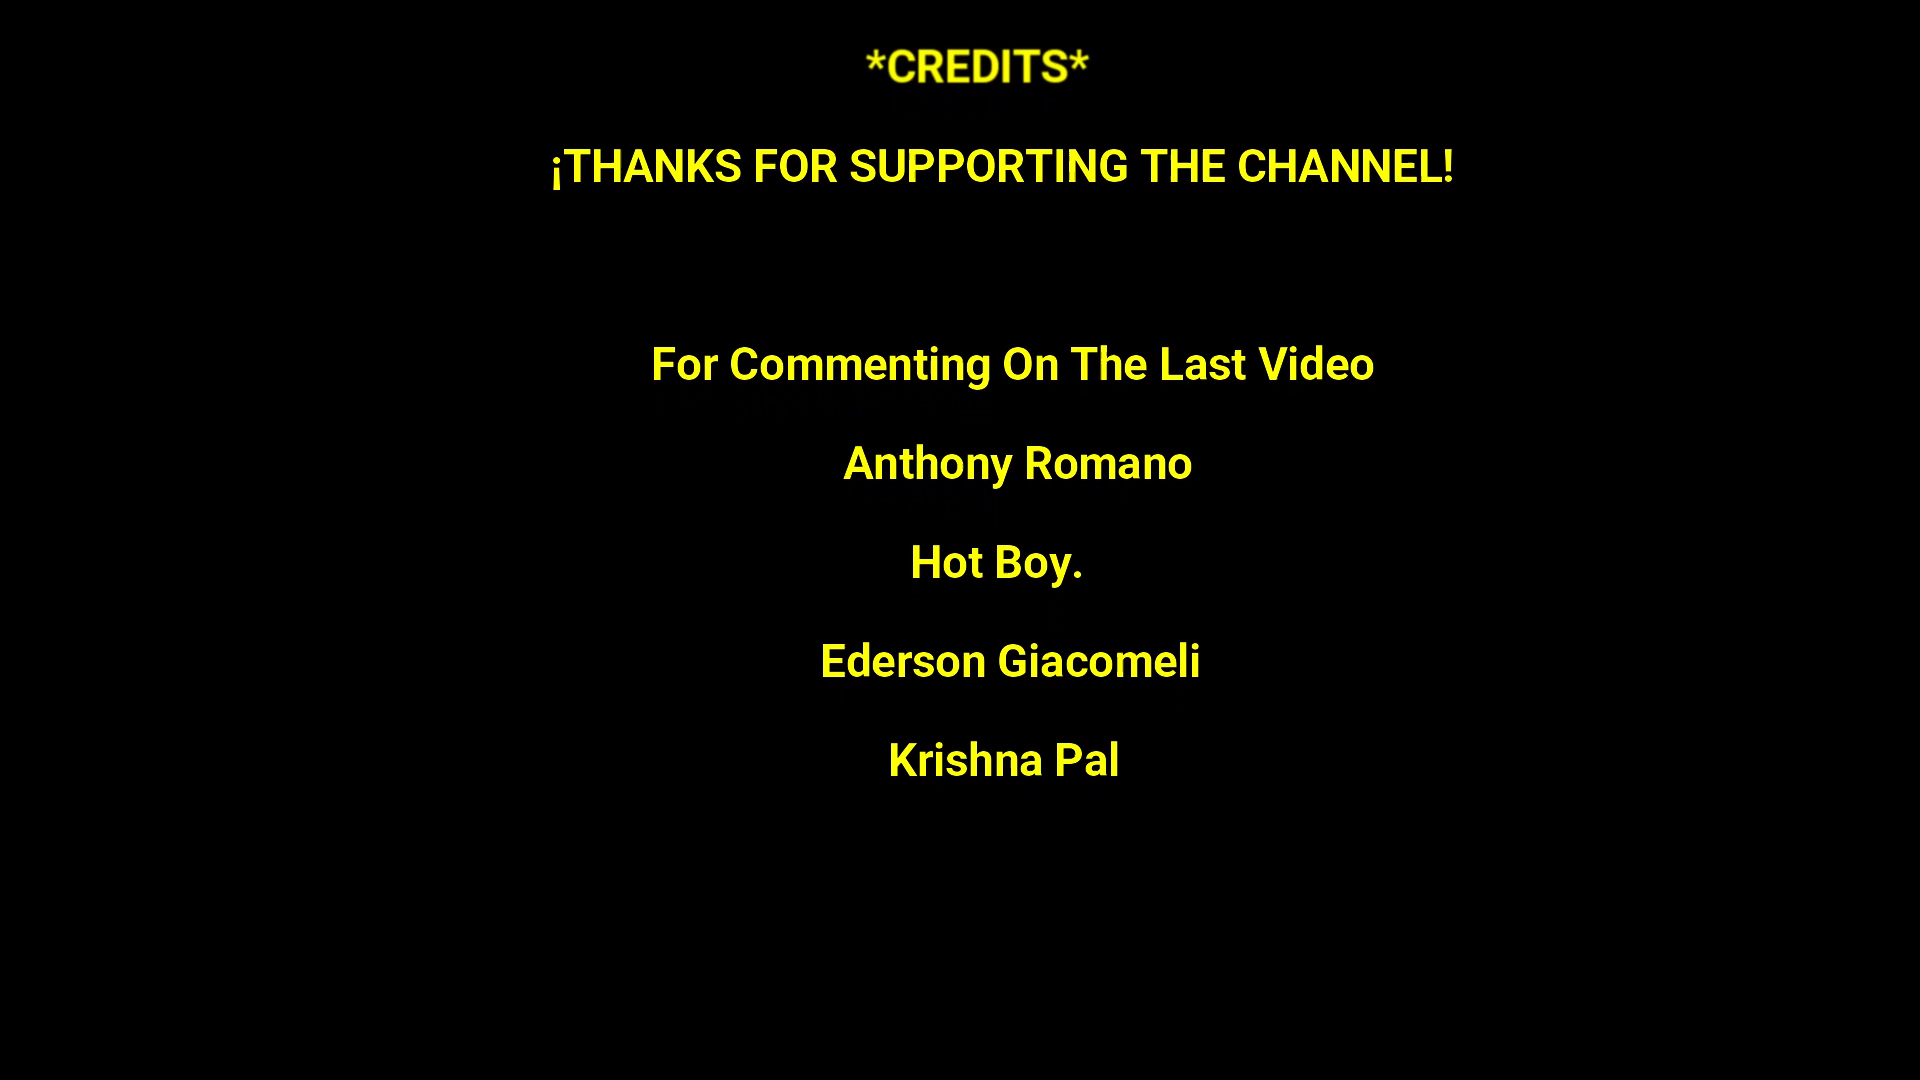 *CREDITS*
¡THANKS FOR SUPPORTING THE CHANNEL!
For Commenting On The Last Video
Anthony Romano
Hot Boy.
Ederson Giacomeli
Krishna Pal